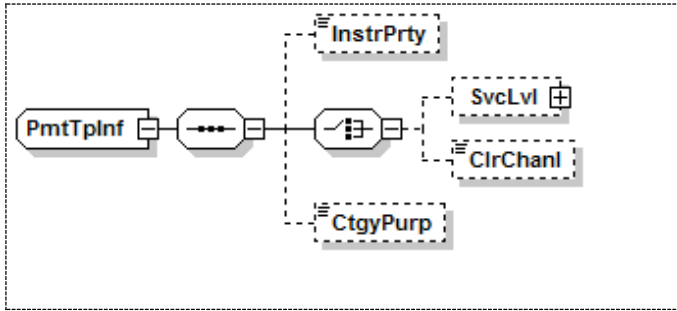 InstrPrty
SvcLvl
PmtTpInf
ClrChanl
CtgyPurp